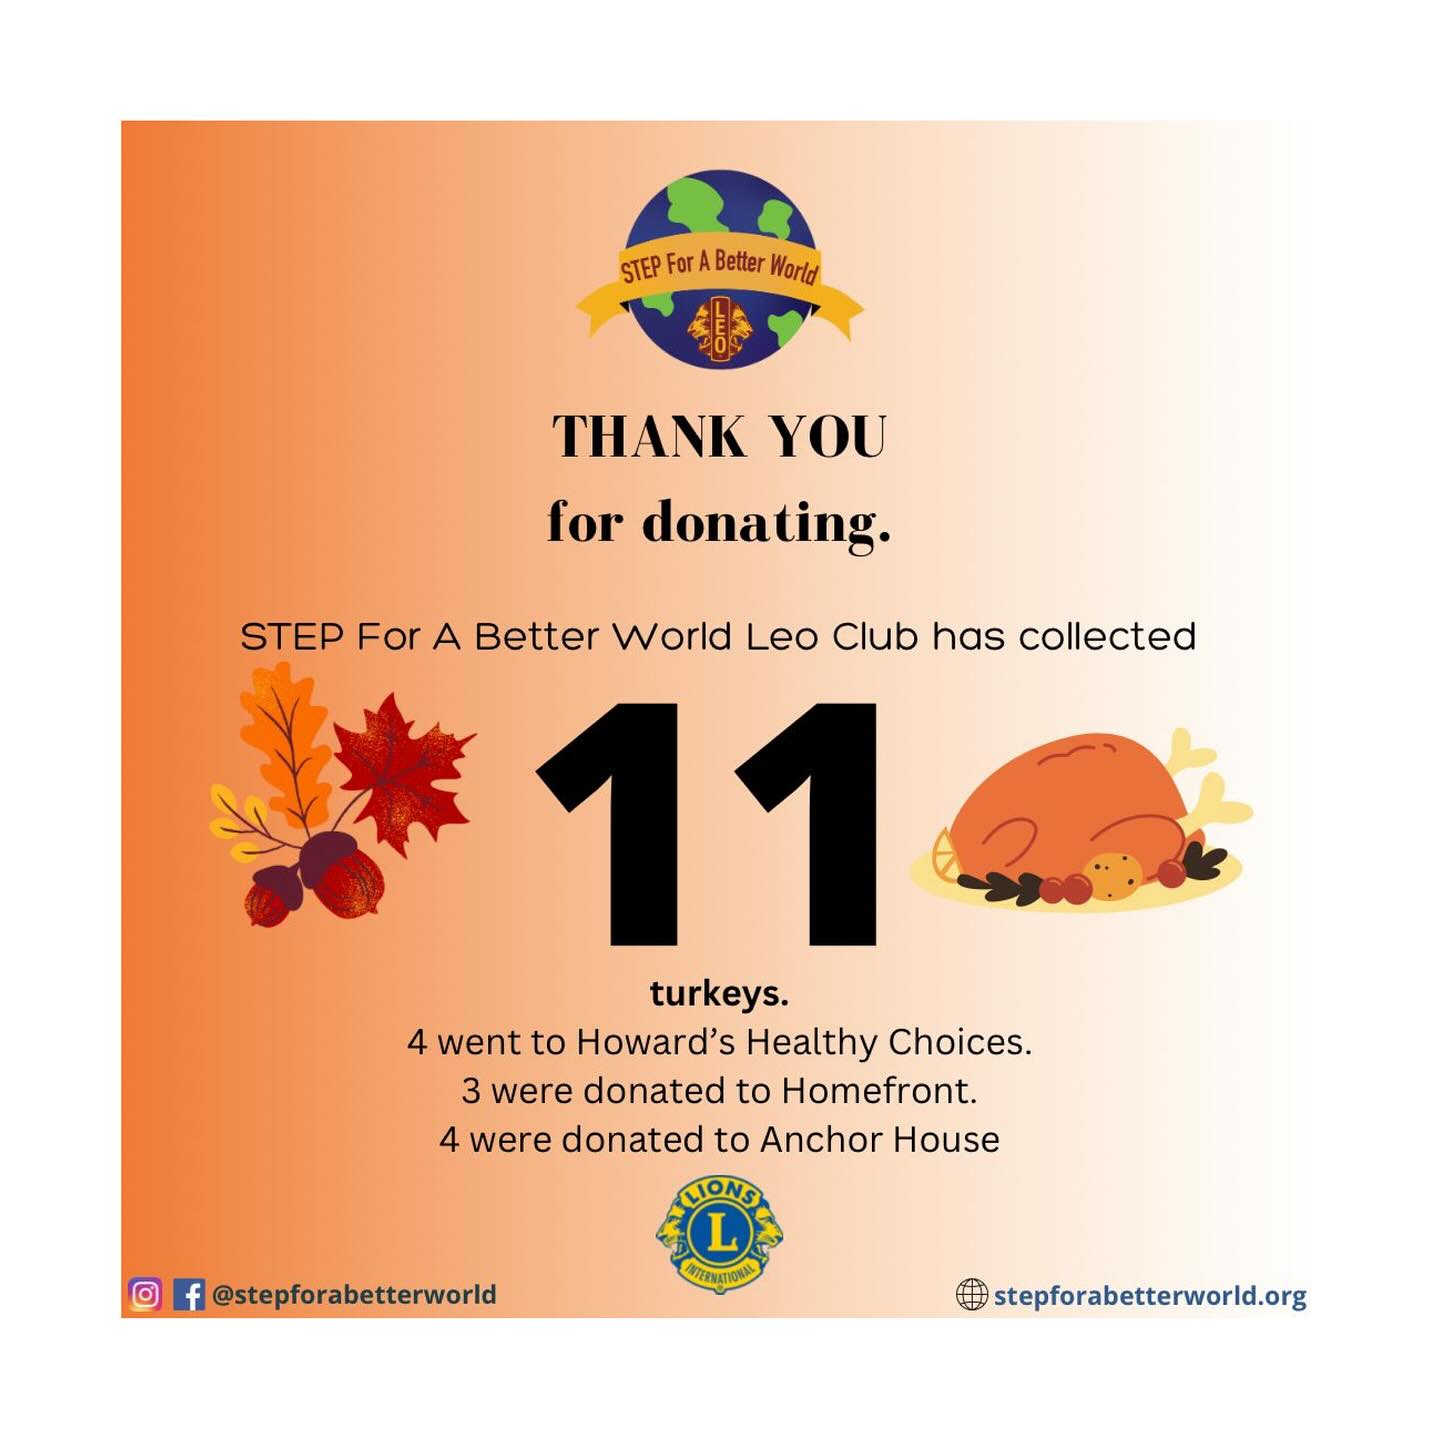 STEP For A Better World
LEO
THANK YOU
for donating.
STEP For A Better World Leo Club has collected
11
turkeys.
4 went to Howard’s Healthy Choices.
3 were donated to Homefront.
4 were donated to Anchor House
LIONS
L
INTERNATIONAL
@stepforabetterworld
stepforabetterworld.org